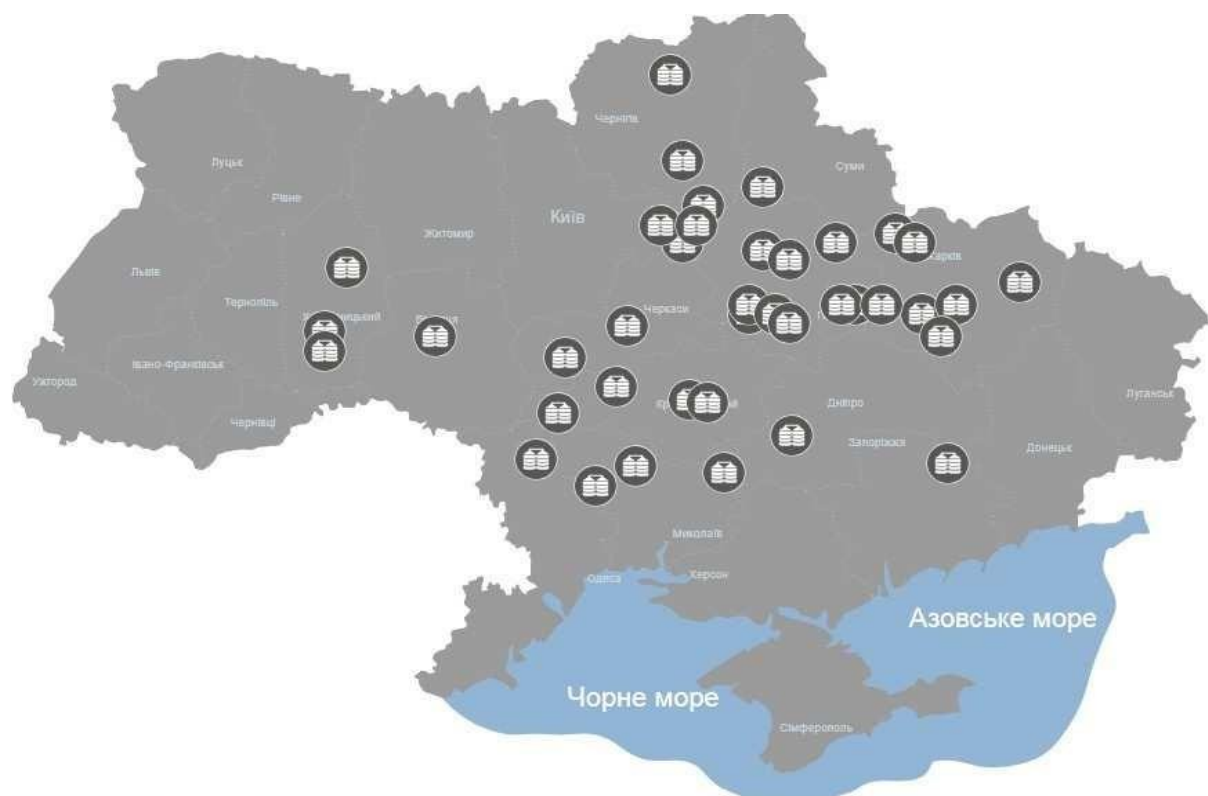 Чернігів
Суми
Луцьк
Рівне
Київ
Житомир
Львів
Тернопіль
Черкаси
Івано-Франківськ
Ужгород
Чернівці
Дніпро
Запоріжжя
Луганськ
Донецьк
Миколаїв
Херсон
Одеса
Азовське море
Чорне море
Сімферополь